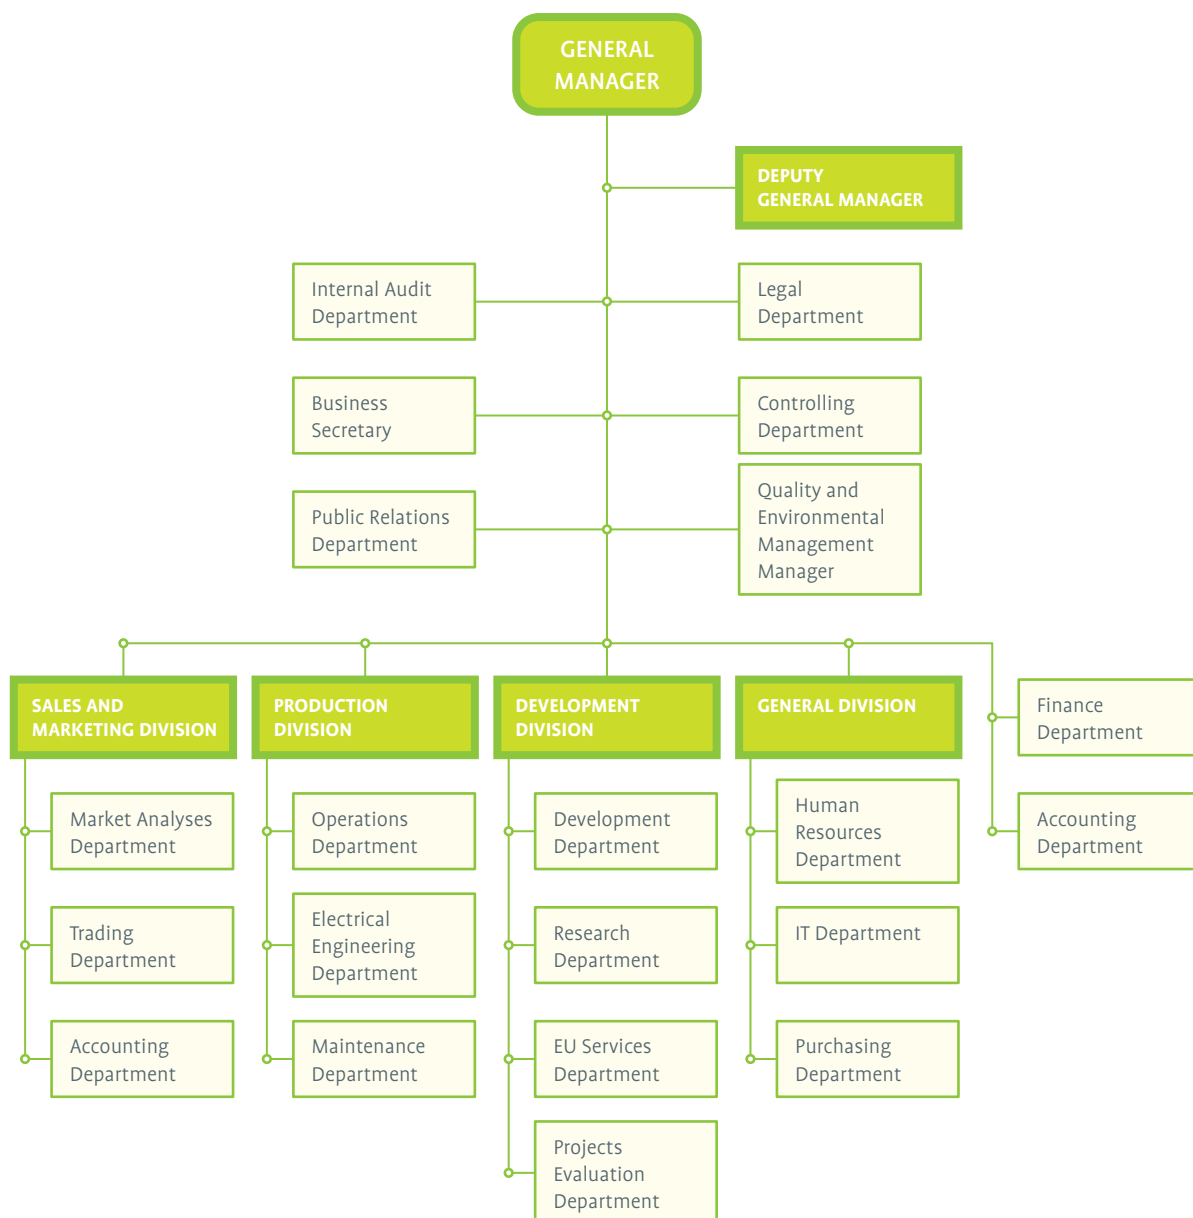 GENERAL
MANAGER
DEPUTY
GENERAL MANAGER
Internal Audit
Department
Legal
Department
Business
Secretary
Controlling
Department
Public Relations
Department
Quality and
Environmental
Management
Manager
SALES AND
MARKETING DIVISION
PRODUCTION
DIVISION
DEVELOPMENT
DIVISION
GENERAL DIVISION
Finance
Department
Market Analyses
Department
Operations
Department
Development
Department
Human
Resources
Department
Accounting
Department
Trading
Department
Electrical
Engineering
Department
Research
Department
IT Department
Accounting
Department
Maintenance
Department
EU Services
Department
Purchasing
Department
Projects
Evaluation
Department